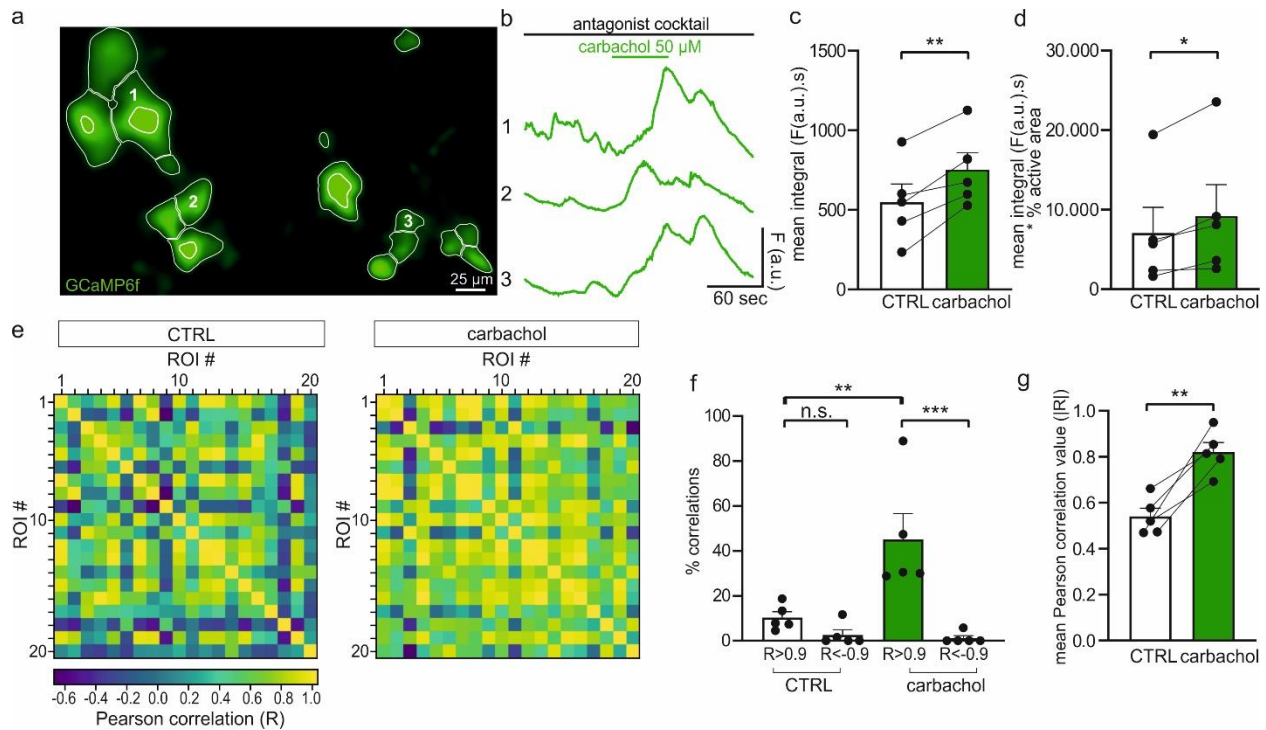 a
1
2
3
GCaMP6f
25 µm
b
antagonist cocktail
carbachol 50 µM
1
2
3
F (a.u.)
60 sec
c
mean integral (F(a.u.).s)
1500
1000
500
0
**
CTRL carbachol
d
mean integral (F(a.u.).s)
* % active area
30.000
20.000
10.000
0
*
CTRL carbachol
e
CTRL
ROI #
1 10 20
ROI #
1
10
20
-0.6 -0.4 -0.2 0.0 0.2 0.4 0.6 0.8 1.0
Pearson correlation (R)
carbachol
ROI #
1 10 20
ROI #
1
10
20
f
% correlations
100
80
60
40
20
0
**
n.s.
***
R>0.9 R<-0.9 R>0.9 R<-0.9
CTRL carbachol
g
mean Pearson correlation value (|R|)
1.0
0.8
0.6
0.4
0.2
0.0
**
CTRL carbachol